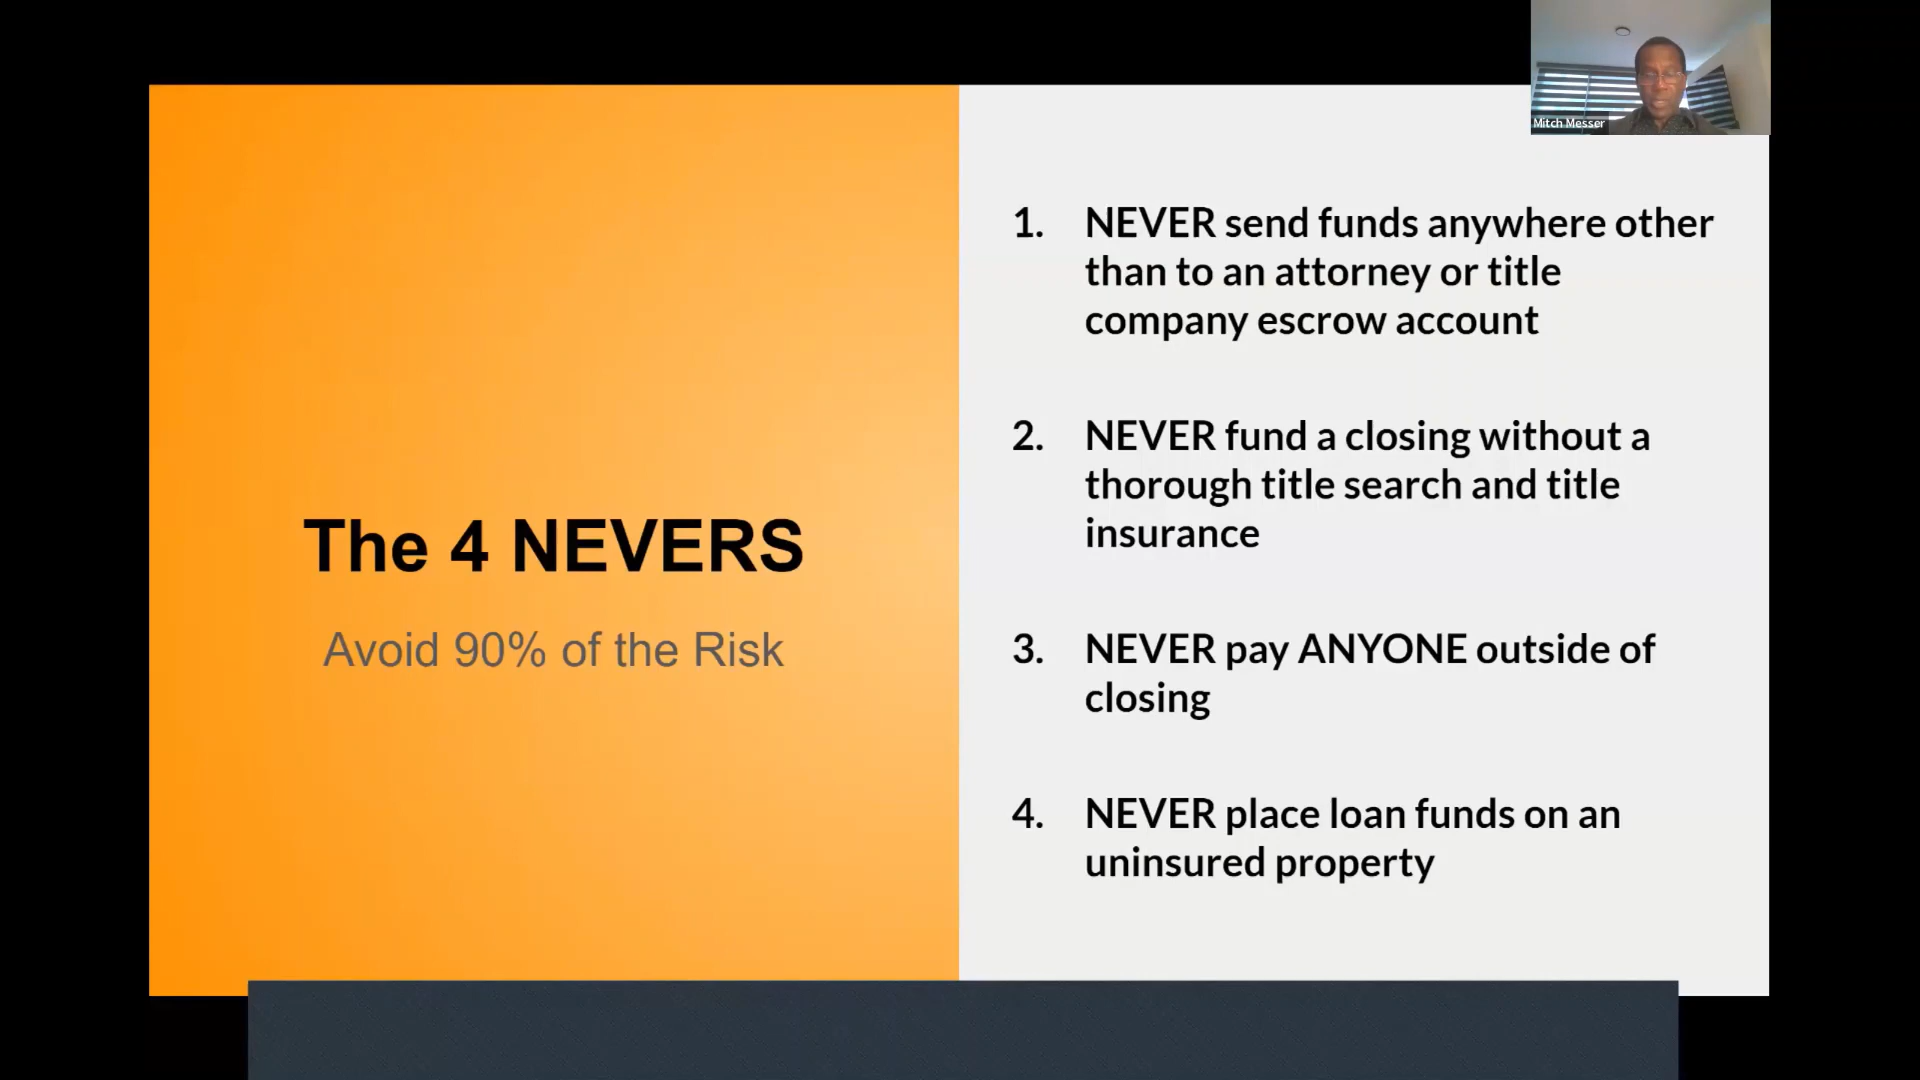 Mitch Messer
The 4 NEVERS
Avoid 90% of the Risk
1. NEVER send funds anywhere other
than to an attorney or title
company escrow account
2. NEVER fund a closing without a
thorough title search and title
insurance
3. NEVER pay ANYONE outside of
closing
4. NEVER place loan funds on an
uninsured property